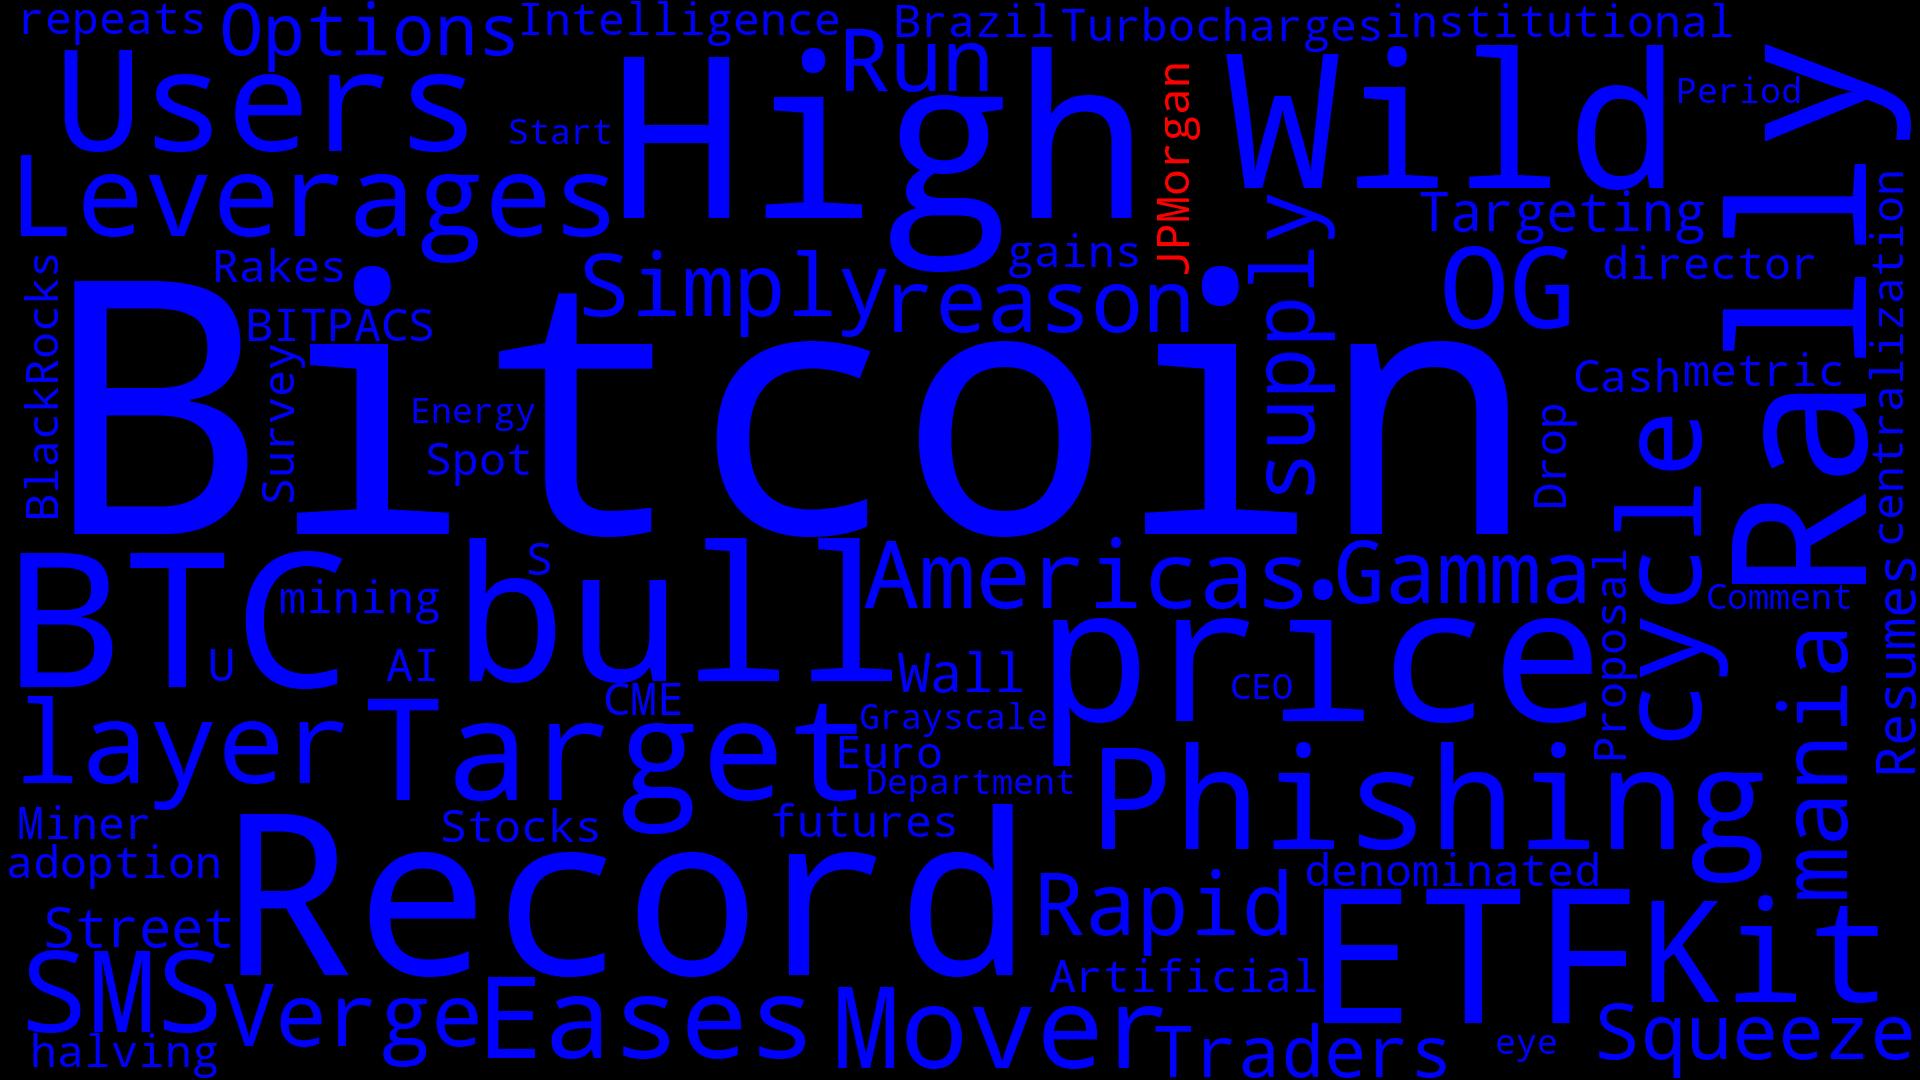 repeats
Options
Intelligence
Brazil
Turbocharges
institutional
Users
Run
High
Wild
Period
Start
JPMorgan
Rally
Leverages
Targeting
Rakes
Simply
gains
reason
supply
OG
director
centralization
BlackRocks
BITPACS
Bitcoin
Survey
Energy
Spot
Cash
metric
Drop
cycle
BTC
S
bull
Americas
Gamma
mining
Comment
Proposal
Resumes
U
AI
Wall
price
CEO
mania
layer
Target
CME
Grayscale
Euro
Department
Phishing
Miner
Stocks
futures
adoption
Record
denominated
Rapid
Street
ETF
Kit
SMS
Verge
Eases
Mover
Artificial
halving
Traders
eye
Squeeze